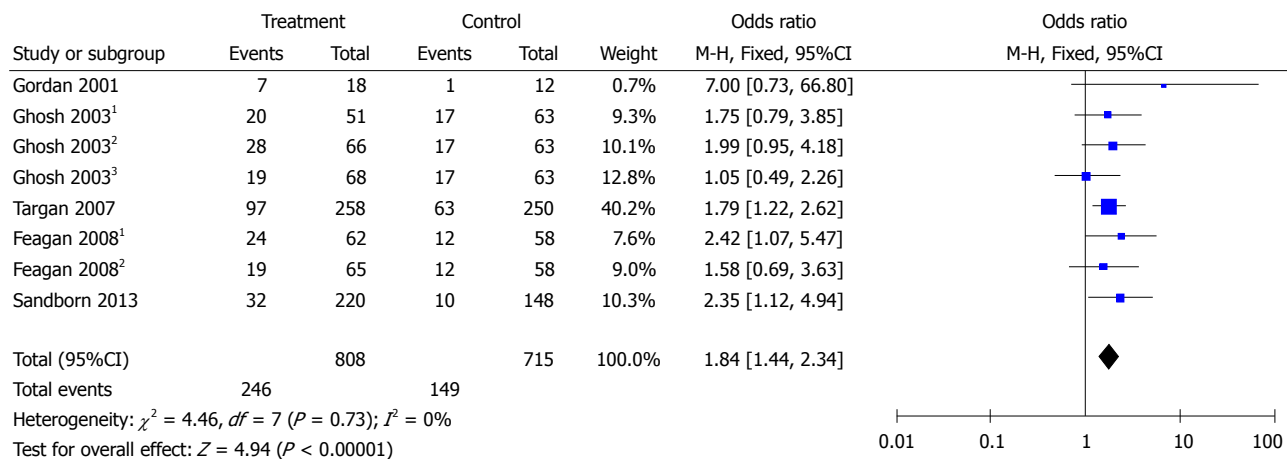 Treatment Control Odds ratio Odds ratio
Study or subgroup Events Total Events Total Weight M-H, Fixed, 95%CI M-H, Fixed, 95%CI
Gordan 2001 7 18 1 12 0.7% 7.00 [0.73, 66.80]
Ghosh 2003¹ 20 51 17 63 9.3% 1.75 [0.79, 3.85]
Ghosh 2003² 28 66 17 63 10.1% 1.99 [0.95, 4.18]
Ghosh 2003³ 19 68 17 63 12.8% 1.05 [0.49, 2.26]
Targan 2007 97 258 63 250 40.2% 1.79 [1.22, 2.62]
Feagan 2008¹ 24 62 12 58 7.6% 2.42 [1.07, 5.47]
Feagan 2008² 19 65 12 58 9.0% 1.58 [0.69, 3.63]
Sandborn 2013 32 220 10 148 10.3% 2.35 [1.12, 4.94]
Total (95%CI) 808 715 100.0% 1.84 [1.44, 2.34]
Total events 246 149
Heterogeneity: χ² = 4.46, df = 7 (P = 0.73); I² = 0%
Test for overall effect: Z = 4.94 (P < 0.00001)
0.01 0.1 1 10 100